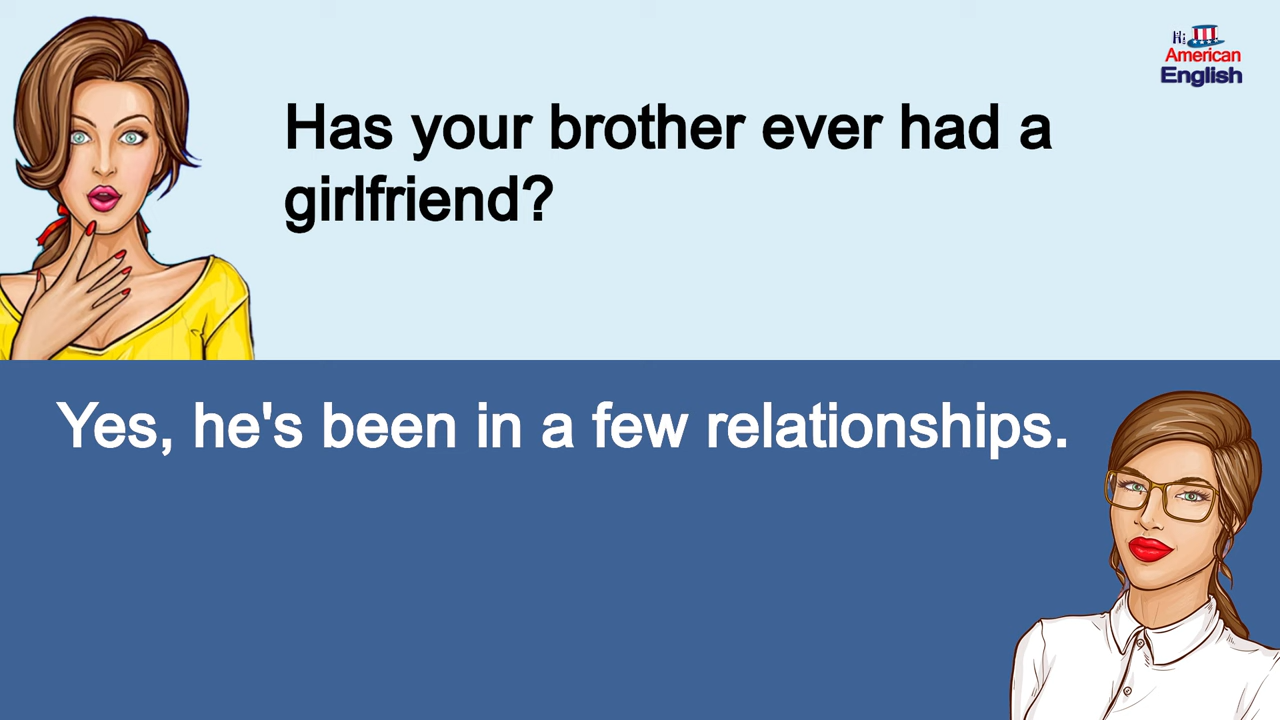 Hi
American
English
Has your brother ever had a
girlfriend?
Yes, he's been in a few relationships.